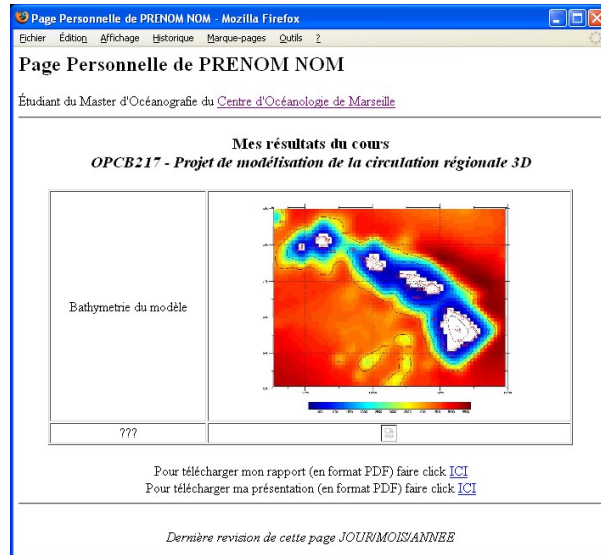 Page Personnelle de PRENOM NOM - Mozilla Firefox
Fichier Édition Affichage Historique Marque-pages Outils ?
Page Personnelle de PRENOM NOM
Étudiant du Master d'Océanografie du Centre d'Océanologie de Marseille
Mes résultats du cours
OPCB217 - Projet de modélisation de la circulation régionale 3D
Bathymetrie du modèle
???
Pour télécharger mon rapport (en format PDF) faire click ICI
Pour télécharger ma présentation (en format PDF) faire click ICI
Dernière revision de cette page JOUR/MOIS/ANNEE